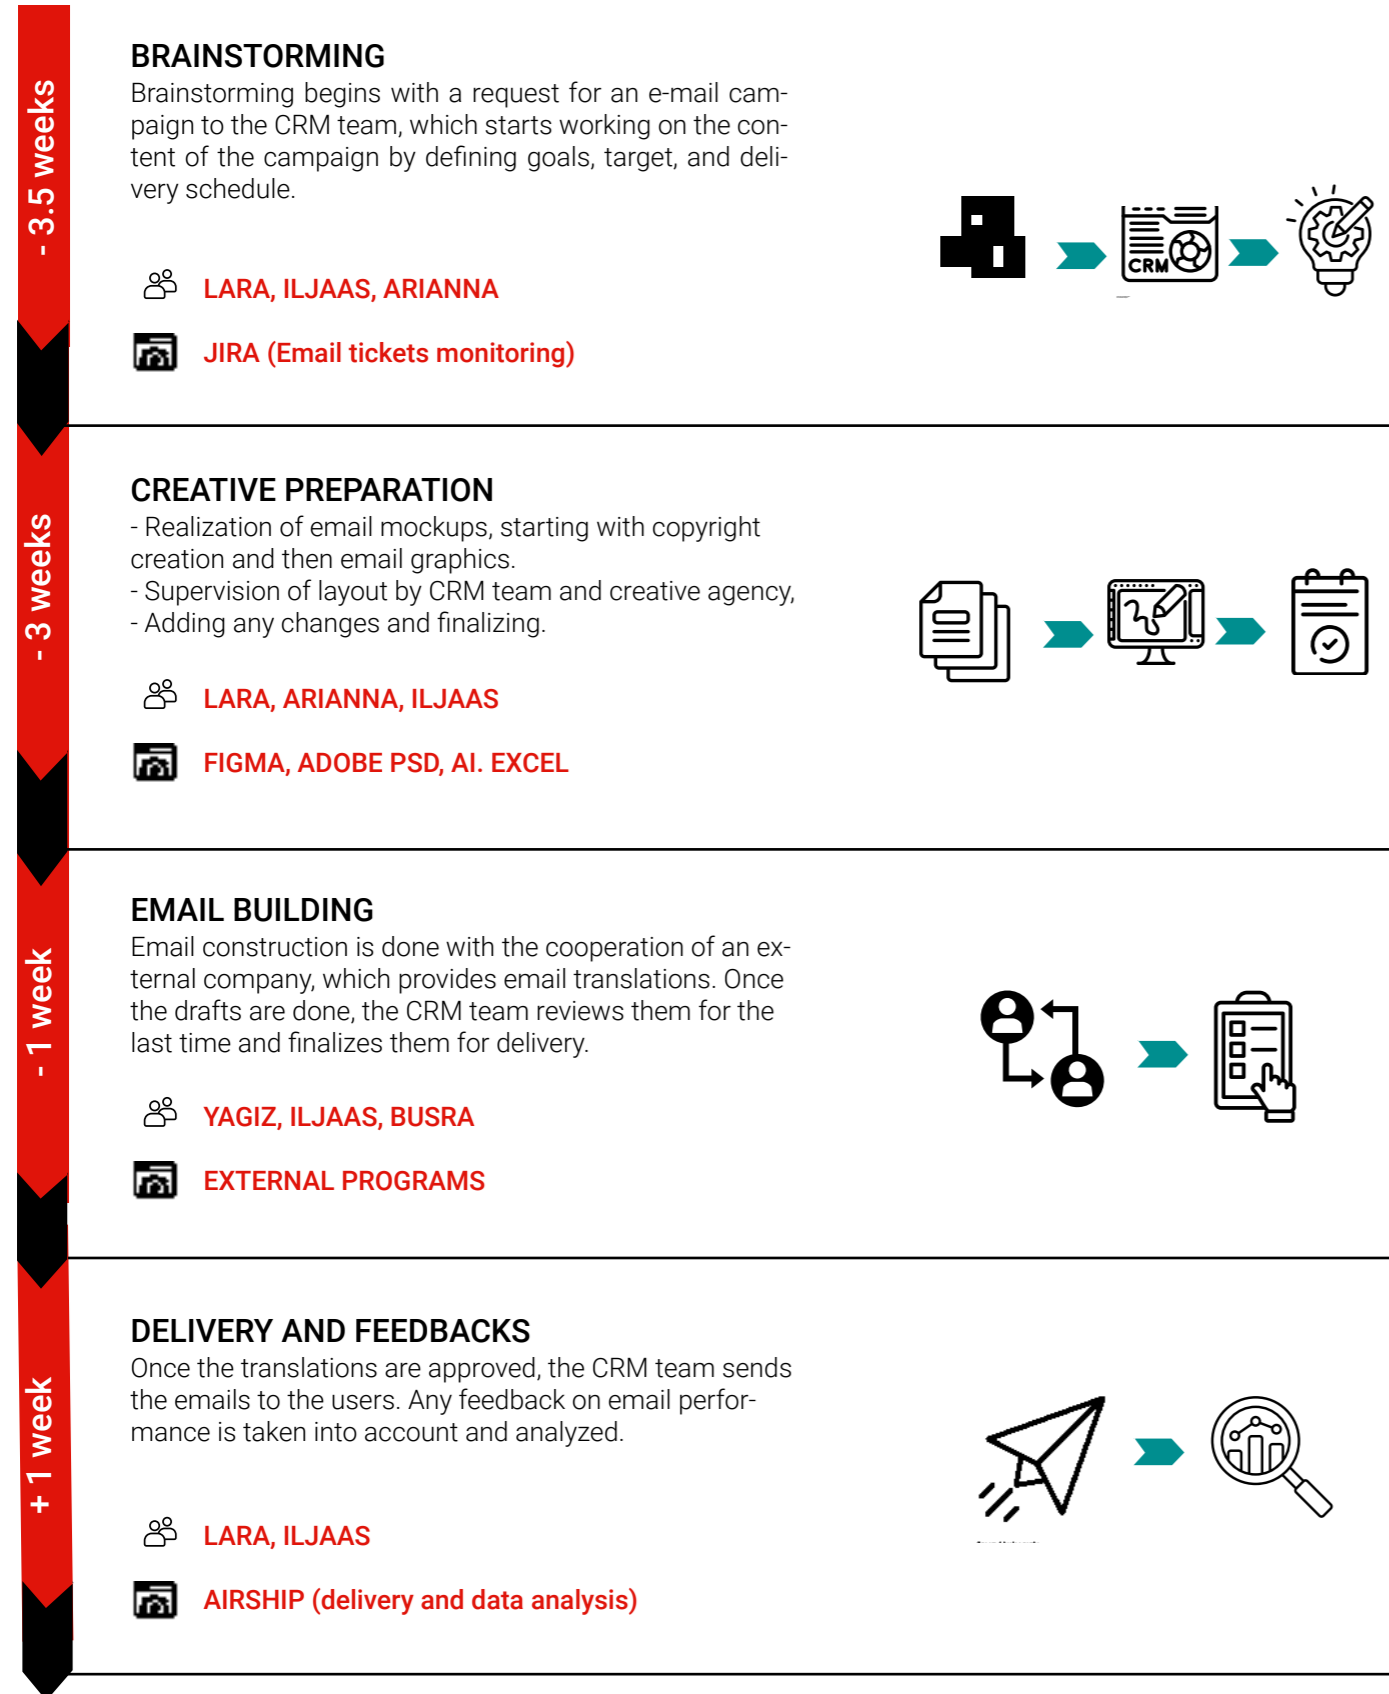 - 3.5 weeks
BRAINSTORMING
Brainstorming begins with a request for an e-mail cam-
paign to the CRM team, which starts working on the con-
tent of the campaign by defining goals, target, and deli-
very schedule.
CRM
LARA, ILJAAS, ARIANNA
JIRA (Email tickets monitoring)
- 3 weeks
CREATIVE PREPARATION
- Realization of email mockups, starting with copyright
creation and then email graphics.
- Supervision of layout by CRM team and creative agency,
- Adding any changes and finalizing.
LARA, ARIANNA, ILJAAS
FIGMA, ADOBE PSD, AI. EXCEL
- 1 week
EMAIL BUILDING
Email construction is done with the cooperation of an ex-
ternal company, which provides email translations. Once
the drafts are done, the CRM team reviews them for the
last time and finalizes them for delivery.
YAGIZ, ILJAAS, BUSRA
EXTERNAL PROGRAMS
+ 1 week
DELIVERY AND FEEDBACKS
Once the translations are approved, the CRM team sends
the emails to the users. Any feedback on email perfor-
mance is taken into account and analyzed.
LARA, ILJAAS
AIRSHIP (delivery and data analysis)